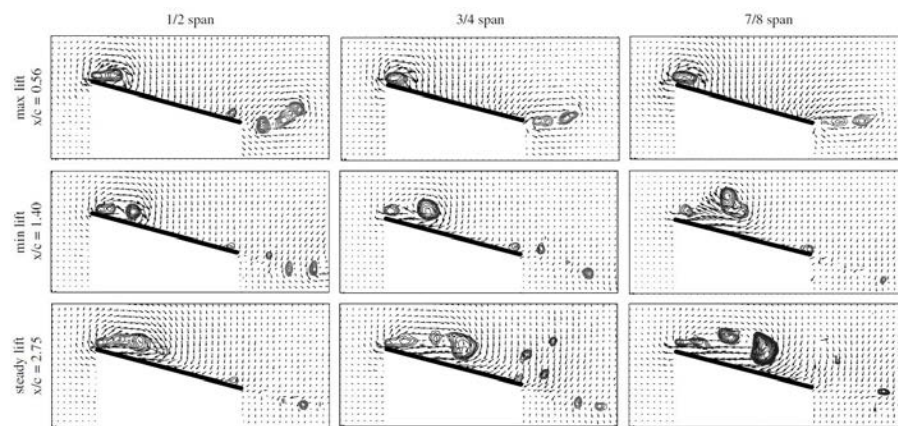 1/2 span
3/4 span
7/8 span
max lift
x/c = 0.56
min lift
x/c = 1.40
steady lift
x/c = 2.75